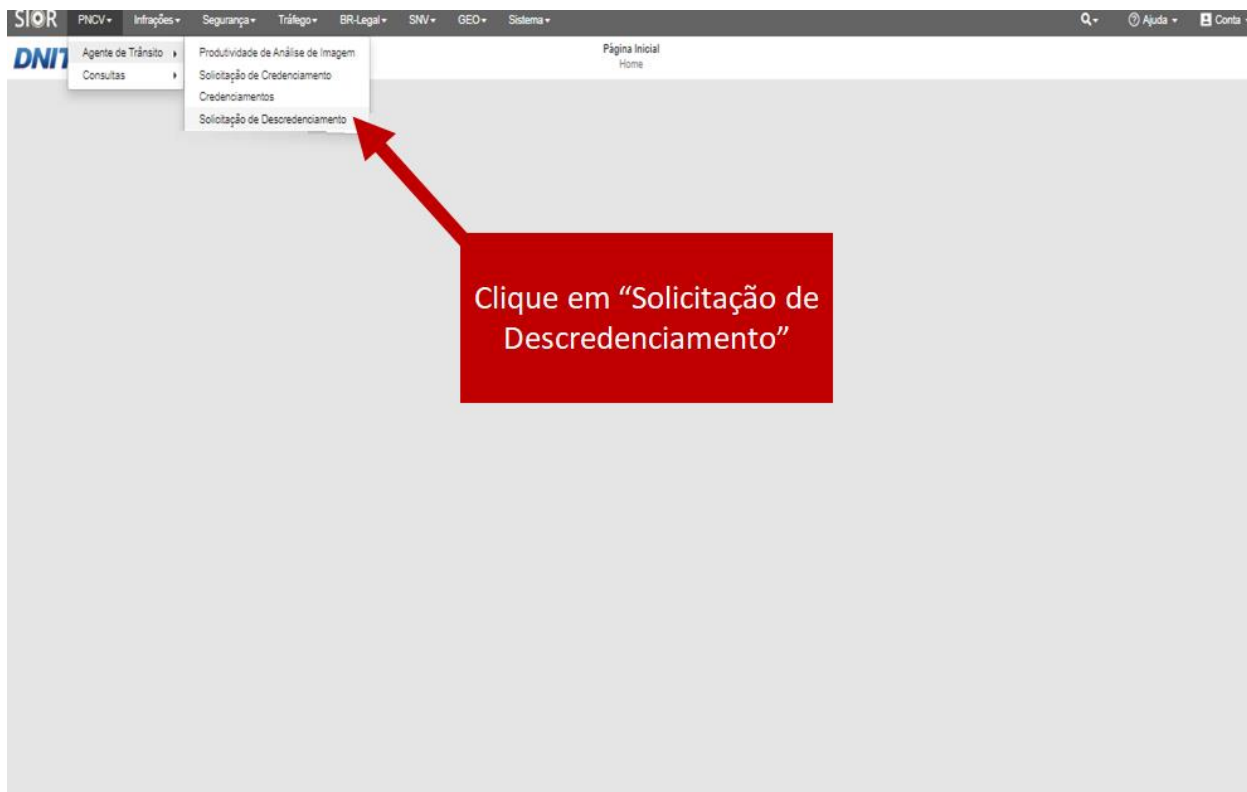 SIOR PNCV Infrações Segurança Tráfego BR-Legal SNV GEO Sistema Ajuda Conta
DNIT
Agente de Trânsito
Consultas
Produtividade de Análise de Imagem
Solicitação de Credenciamento
Credenciamentos
Solicitação de Descredenciamento
Página Inicial
Home
Clique em “Solicitação de
Descredenciamento”